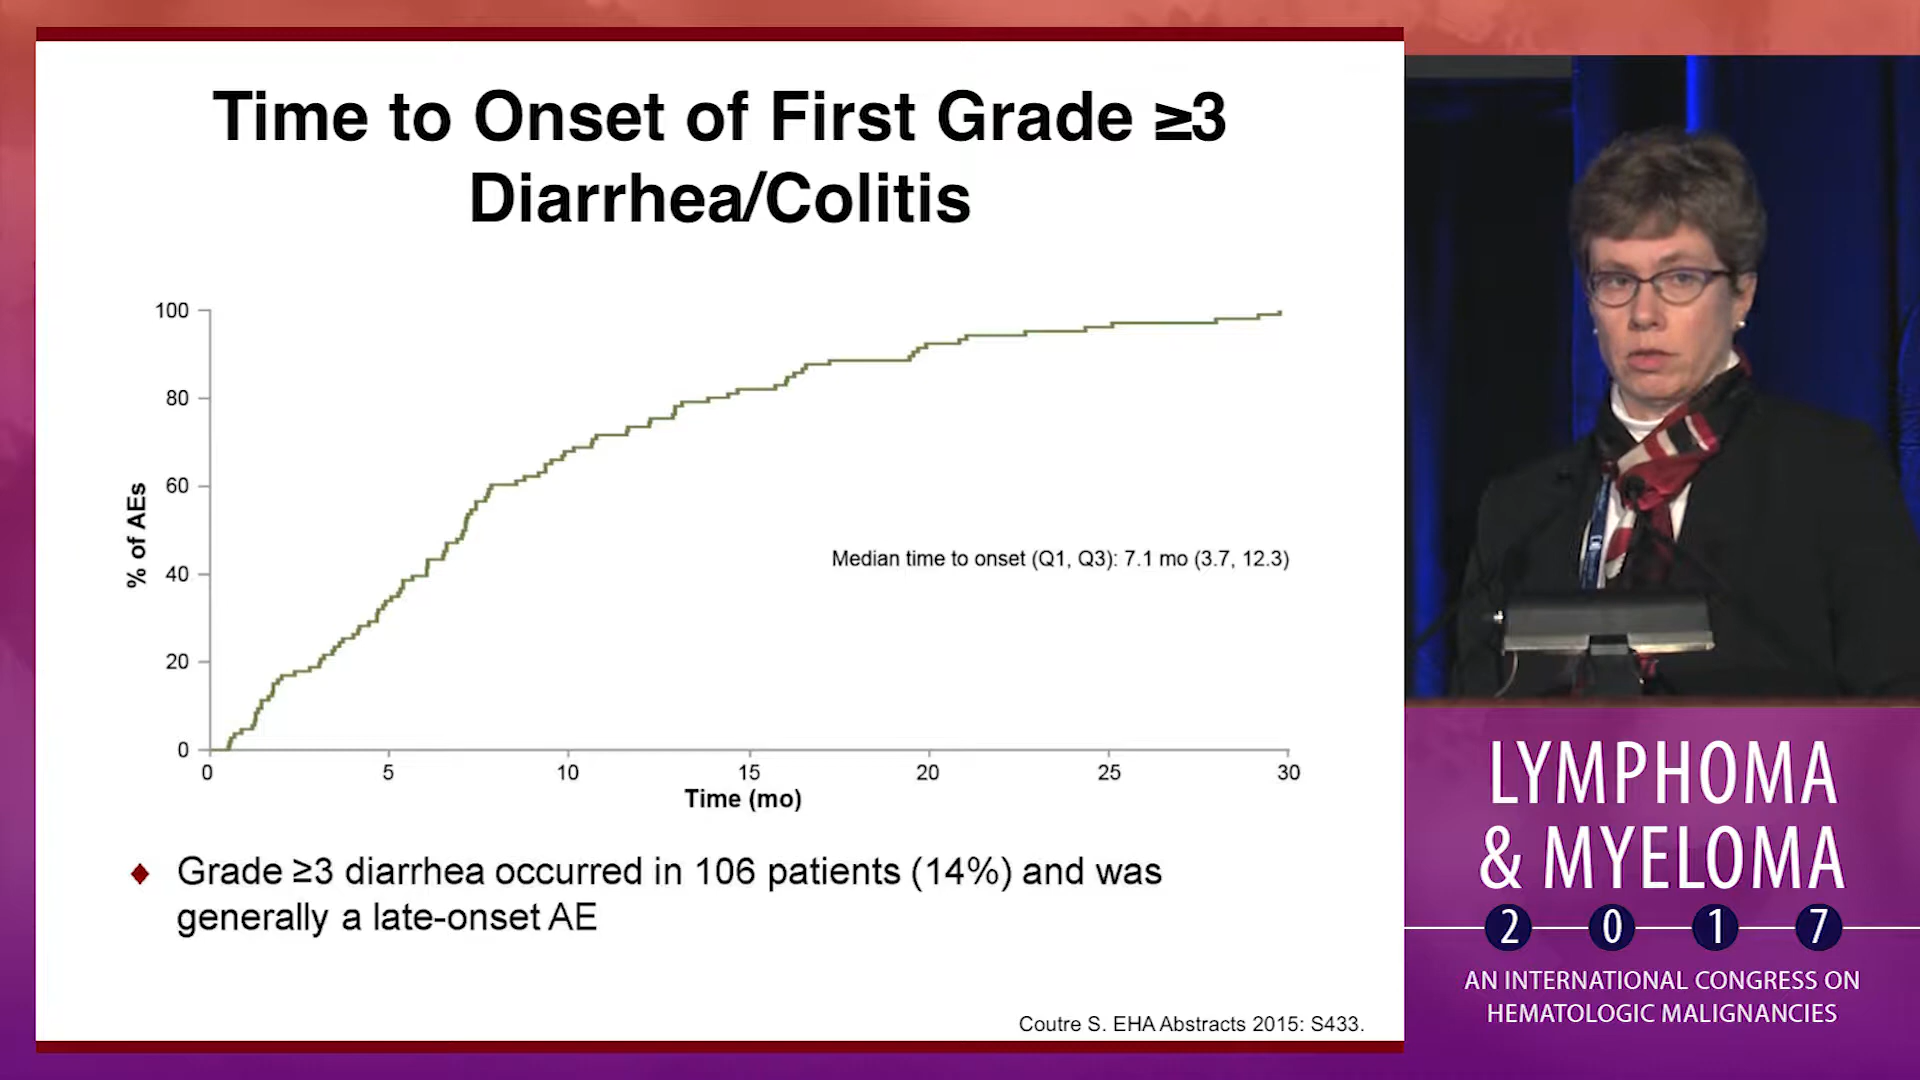 Time to Onset of First Grade ≥3
Diarrhea/Colitis
100
80
60
40
20
0
% of AEs
0 5 10 15 20 25 30
Time (mo)
Median time to onset (Q1, Q3): 7.1 mo (3.7, 12.3)
Grade ≥3 diarrhea occurred in 106 patients (14%) and was
generally a late-onset AE
Coutre S. EHA Abstracts 2015: S433.
LYMPHOMA
& MYELOMA
2 0 1 7
AN INTERNATIONAL CONGRESS ON
HEMATOLOGIC MALIGNANCIES